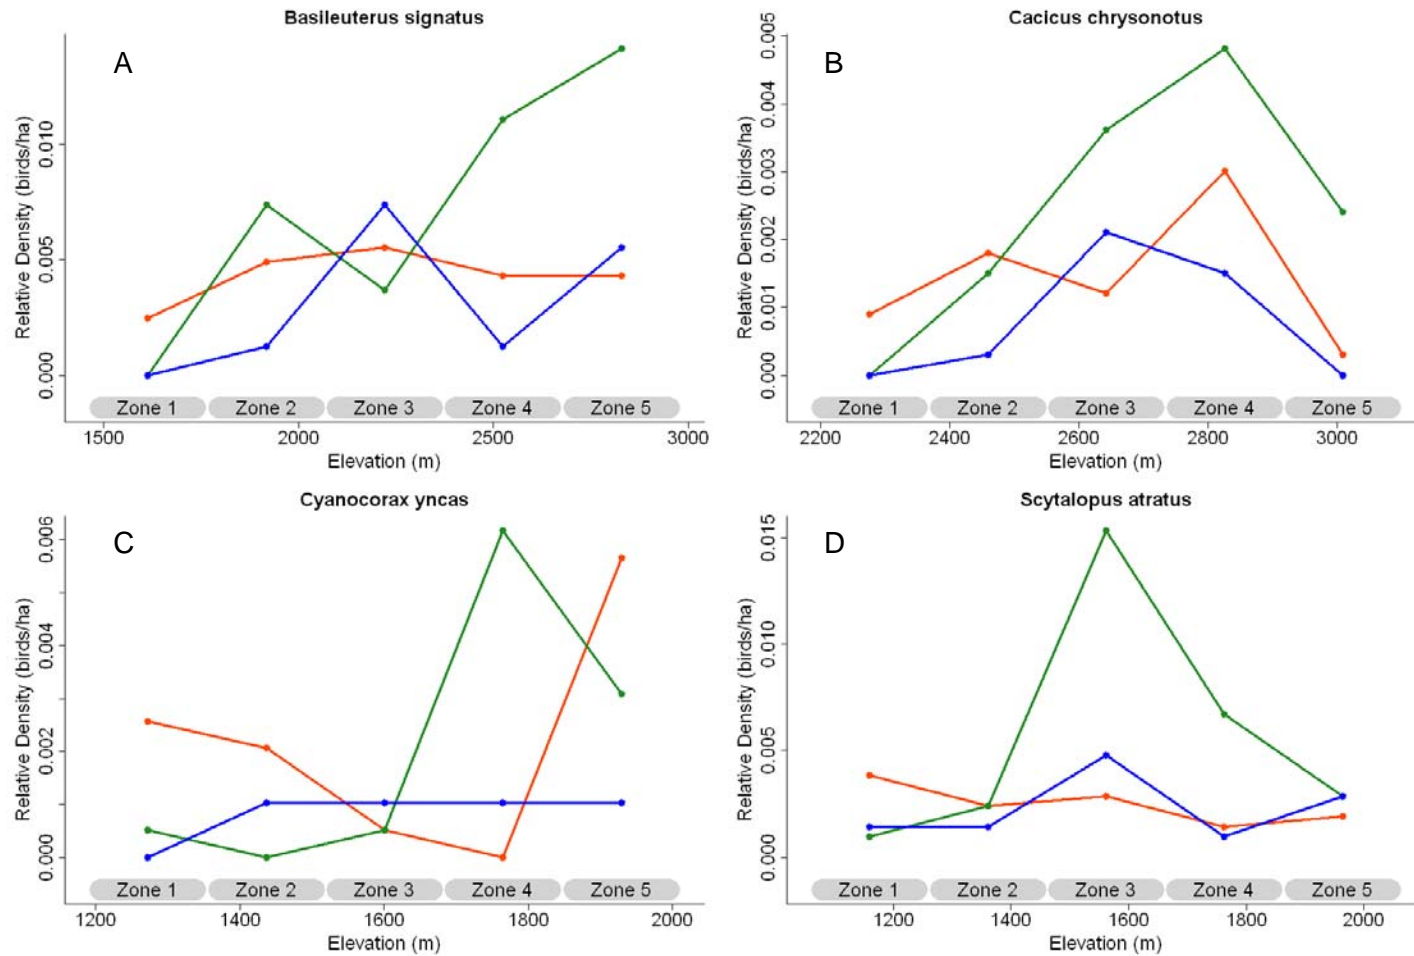 Basileuterus signatus
A
Relative Density (birds/ha)
0.010
0.005
0.000
Zone 1 Zone 2 Zone 3 Zone 4 Zone 5
1500 2000 2500 3000
Elevation (m)
Cacicus chrysonotus
B
Relative Density (birds/ha)
0.005
0.004
0.003
0.002
0.001
0.000
Zone 1 Zone 2 Zone 3 Zone 4 Zone 5
2200 2400 2600 2800 3000
Elevation (m)
Cyanocorax yncas
C
Relative Density (birds/ha)
0.006
0.004
0.002
0.000
Zone 1 Zone 2 Zone 3 Zone 4 Zone 5
1200 1400 1600 1800 2000
Elevation (m)
Scytalopus atratus
D
Relative Density (birds/ha)
0.015
0.010
0.005
0.000
Zone 1 Zone 2 Zone 3 Zone 4 Zone 5
1200 1400 1600 1800 2000
Elevation (m)